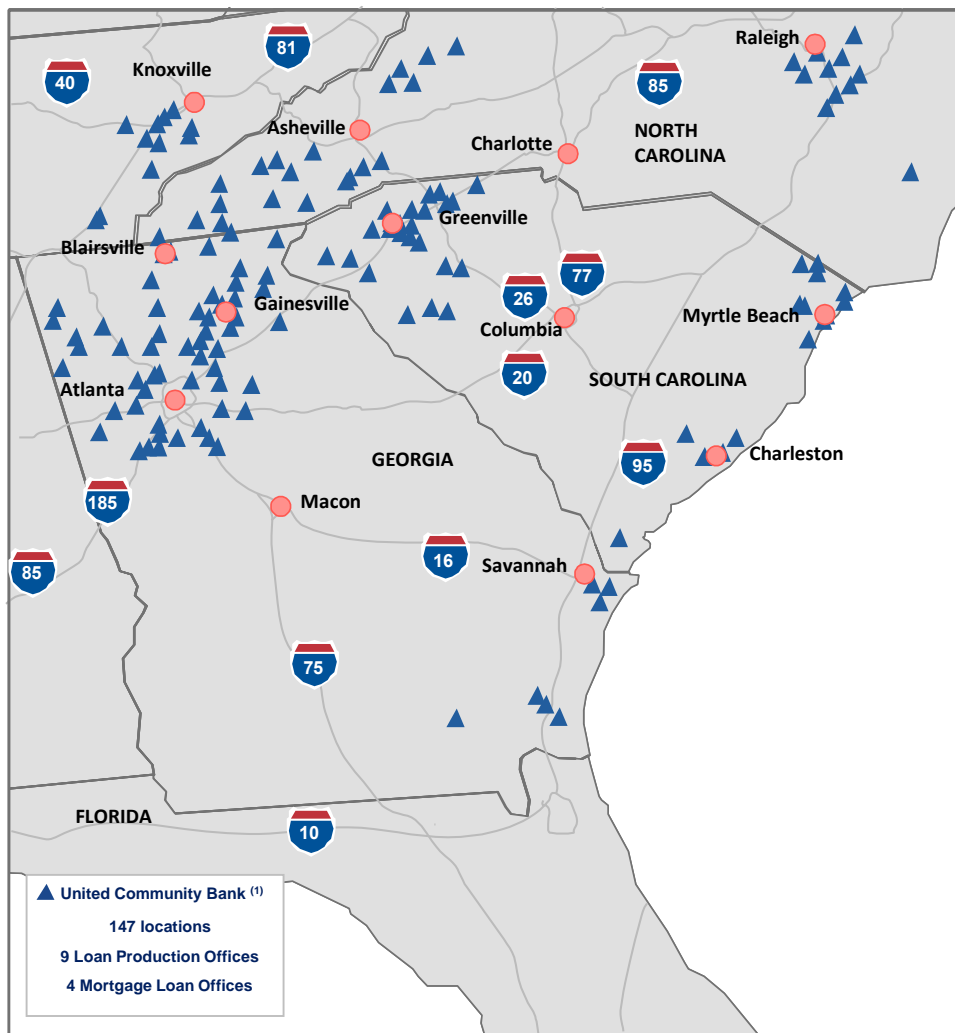 81
Raleigh
Knoxville
40
85
Asheville
NORTH
CAROLINA
Charlotte
Greenville
Blairsville
77
26
Gainesville
Columbia
Myrtle Beach
20
SOUTH CAROLINA
Atlanta
GEORGIA
95
Charleston
185
Macon
16
Savannah
85
75
FLORIDA
10
United Community Bank (1)
147 locations
9 Loan Production Offices
4 Mortgage Loan Offices